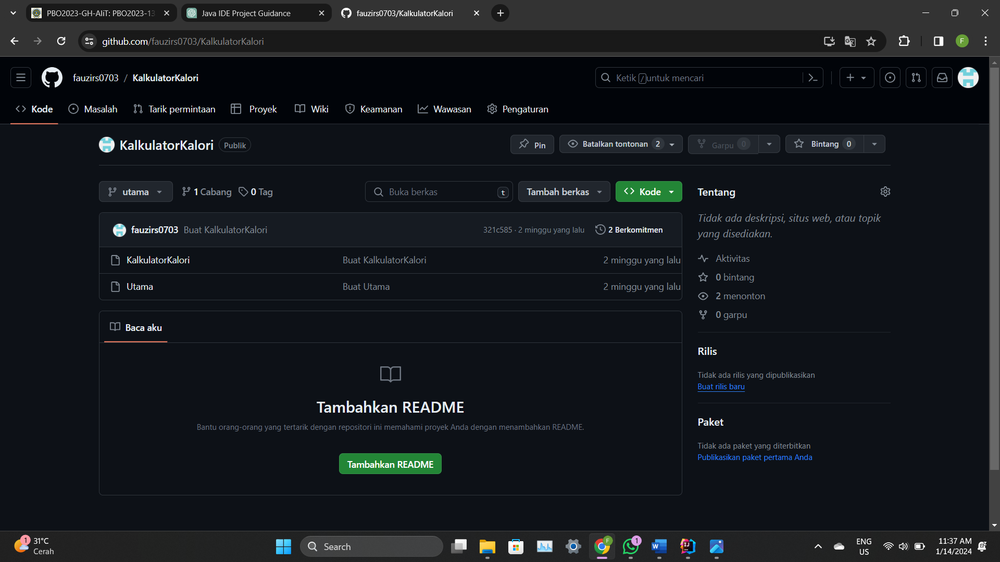 PBO2023-GH-AliT: PBO2023-13
Java IDE Project Guidance
fauzirs0703/KalkulatorKalori
github.com/fauzirs0703/KalkulatorKalori
F
fauzirs0703 / KalkulatorKalori
Ketik / untuk mencari
Kode
Masalah
Tarik permintaan
Proyek
Wiki
Keamanan
Wawasan
Pengaturan
KalkulatorKalori
Publik
Pin
Batalkan tontonan 2
Garpu 0
Bintang 0
utama
1 Cabang
0 Tag
Buka berkas
t
Tambah berkas
Kode
fauzirs0703 Buat KalkulatorKalori
321c585 · 2 minggu yang lalu
2 Berkomitmen
KalkulatorKalori
Buat KalkulatorKalori
2 minggu yang lalu
Utama
Buat Utama
2 minggu yang lalu
Baca aku
Tambahkan README
Bantu orang-orang yang tertarik dengan repositori ini memahami proyek Anda dengan menambahkan README.
Tambahkan README
Tentang
Tidak ada deskripsi, situs web, atau topik
yang disediakan.
Aktivitas
0 bintang
2 menonton
0 garpu
Rilis
Tidak ada rilis yang dipublikasikan
Buat rilis baru
Paket
Tidak ada paket yang diterbitkan
Publikasikan paket pertama Anda
1
31°C
Cerah
Search
F
1
W
IJ
ENG
US
11:37 AM
1/14/2024